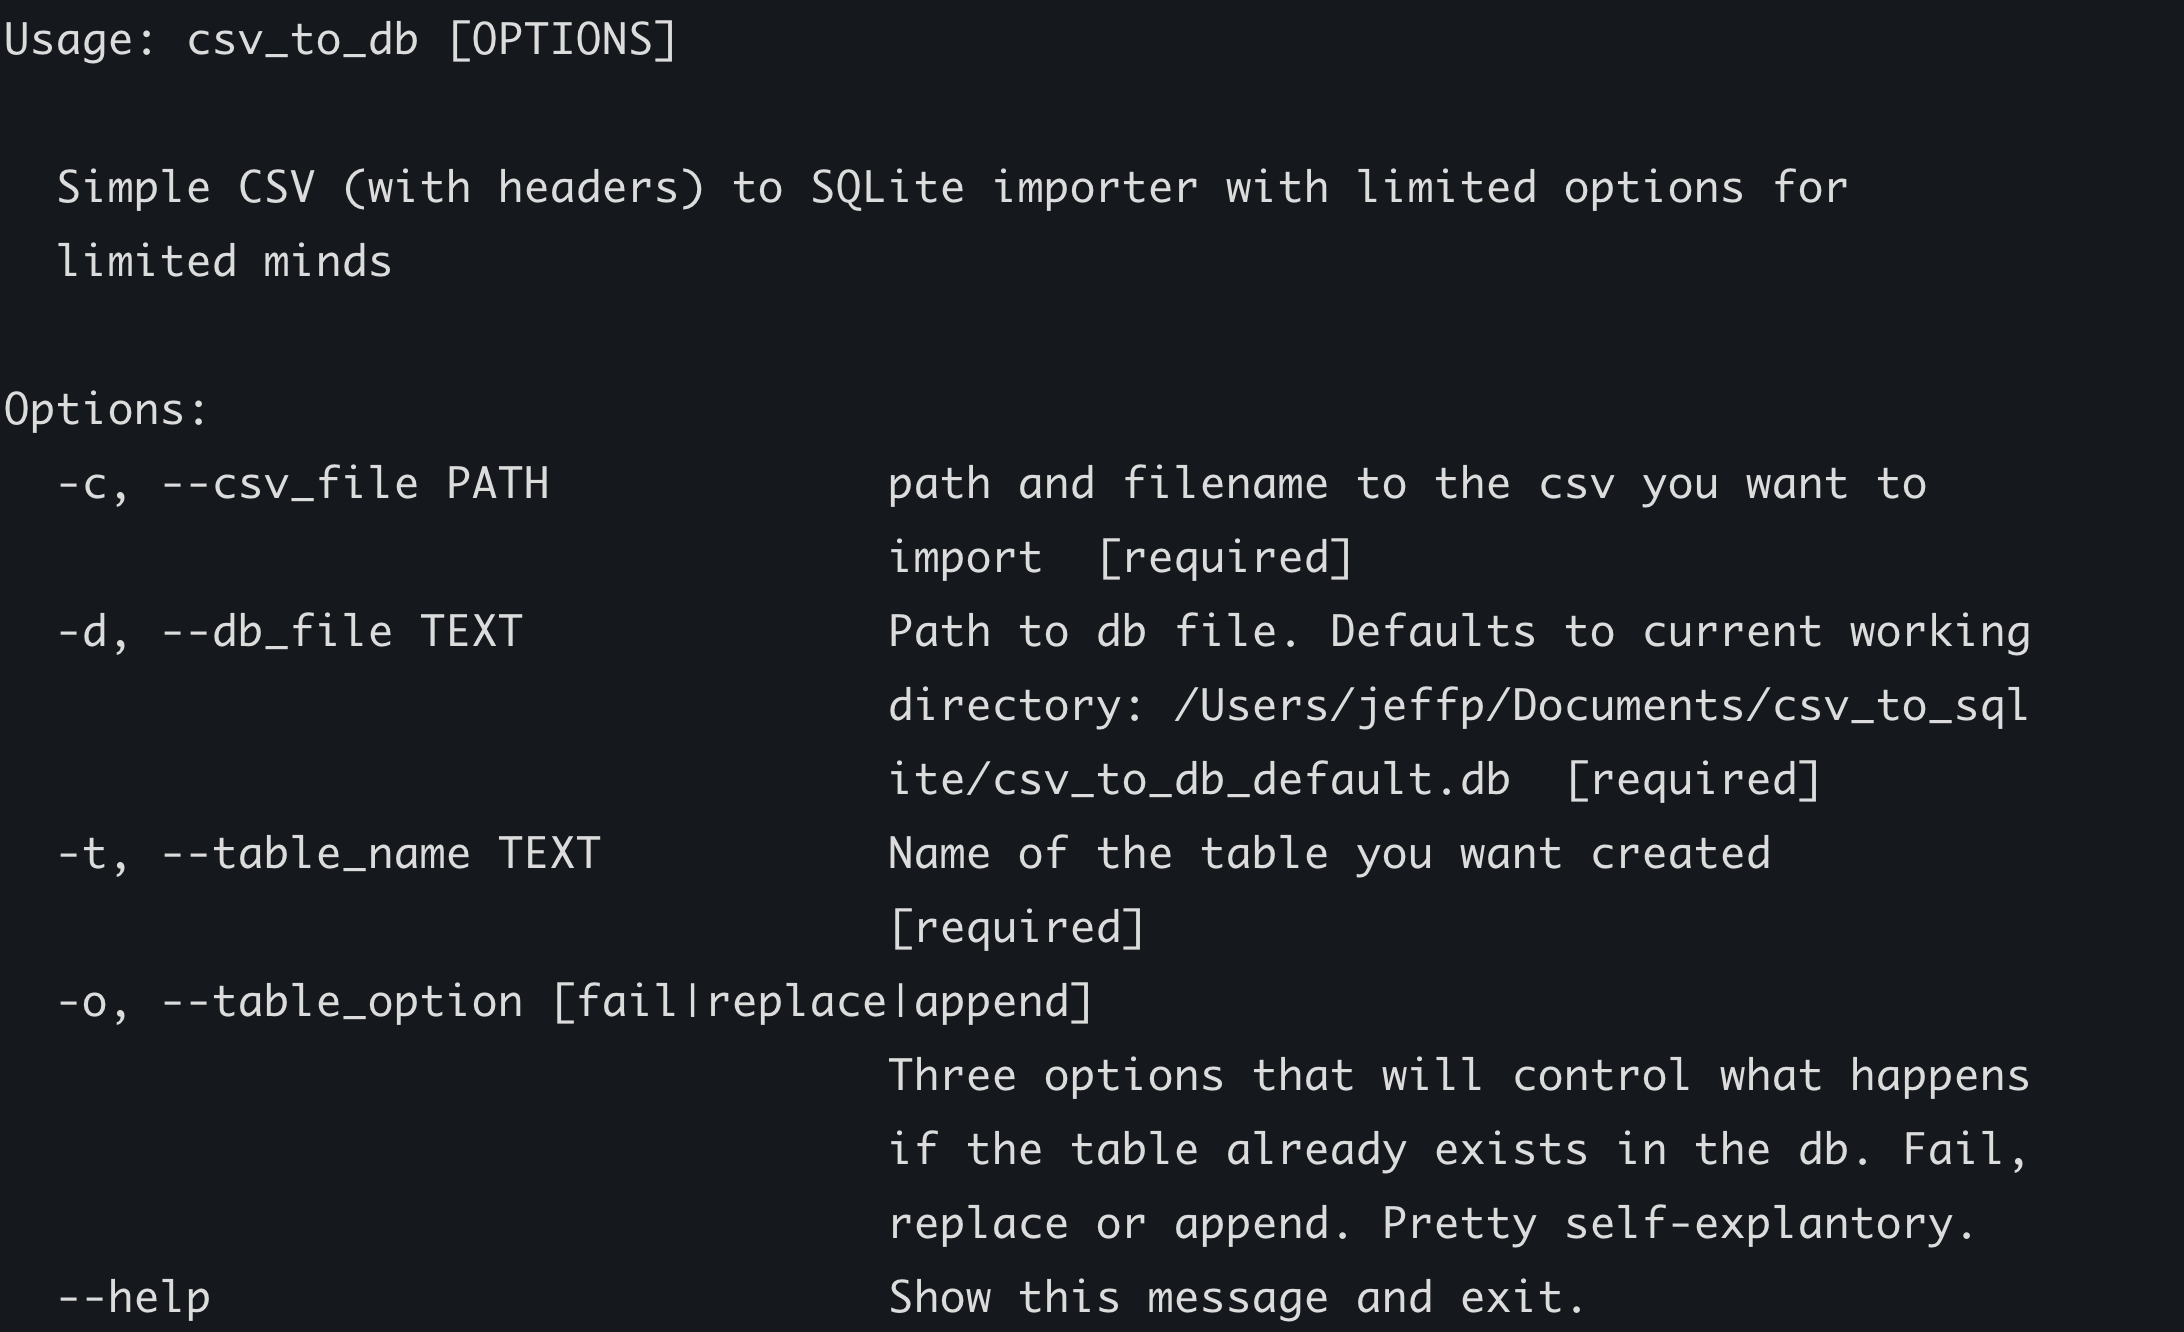 Usage: csv_to_db [OPTIONS]
Simple CSV (with headers) to SQLite importer with limited options for
limited minds
Options:
-c, --csv_file PATH path and filename to the csv you want to
import [required]
-d, --db_file TEXT Path to db file. Defaults to current working
directory: /Users/jeffp/Documents/csv_to_sql
ite/csv_to_db_default.db [required]
-t, --table_name TEXT Name of the table you want created
[required]
-o, --table_option [fail|replace|append]
Three options that will control what happens
if the table already exists in the db. Fail,
replace or append. Pretty self-explantory.
--help Show this message and exit.